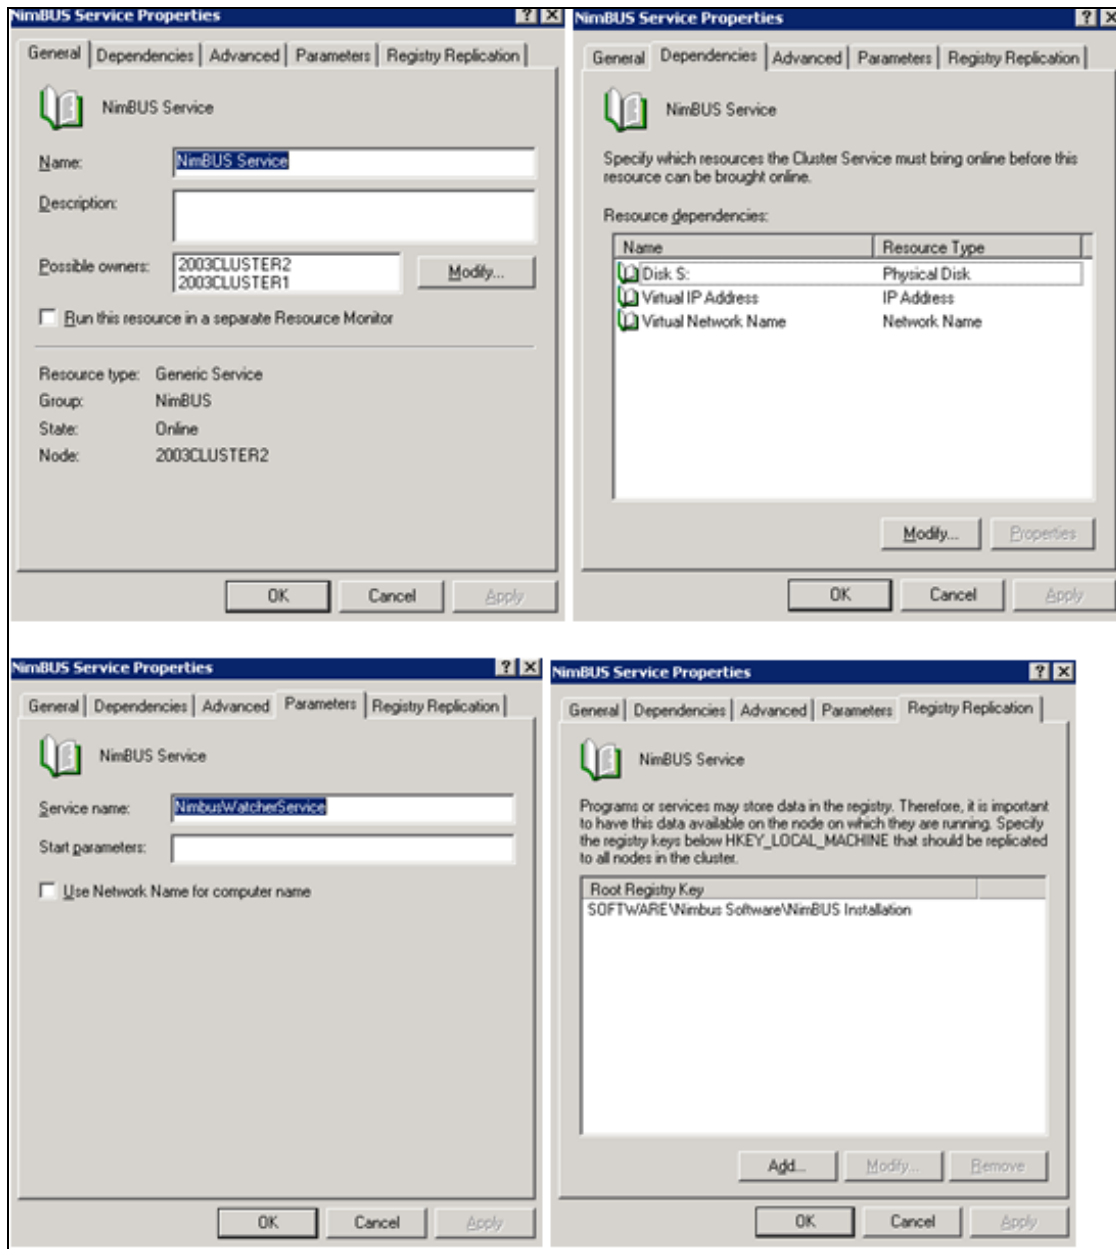 NimBUS Service Properties
General Dependencies Advanced Parameters Registry Replication
NimBUS Service
Name: NimBUS Service
Description:
Possible owners: 2003CLUSTER2
2003CLUSTER1
Modify...
Run this resource in a separate Resource Monitor
Resource type: Generic Service
Group: NimBUS
State: Online
Node: 2003CLUSTER2
OK Cancel Apply
NimBUS Service Properties
General Dependencies Advanced Parameters Registry Replication
NimBUS Service
Specify which resources the Cluster Service must bring online before this
resource can be brought online.
Resource dependencies:
Name Resource Type
Disk S: Physical Disk
Virtual IP Address IP Address
Virtual Network Name Network Name
Modify... Properties
OK Cancel Apply
NimBUS Service Properties
General Dependencies Advanced Parameters Registry Replication
NimBUS Service
Service name: NimbusWatcherService
Start parameters:
Use Network Name for computer name
OK Cancel Apply
NimBUS Service Properties
General Dependencies Advanced Parameters Registry Replication
NimBUS Service
Programs or services may store data in the registry. Therefore, it is important
to have this data available on the node on which they are running. Specify
the registry keys below HKEY_LOCAL_MACHINE that should be replicated
to all nodes in the cluster.
Root Registry Key
SOFTWARE\Nimbus Software\NimBUS Installation
Add... Modify... Remove
OK Cancel Apply